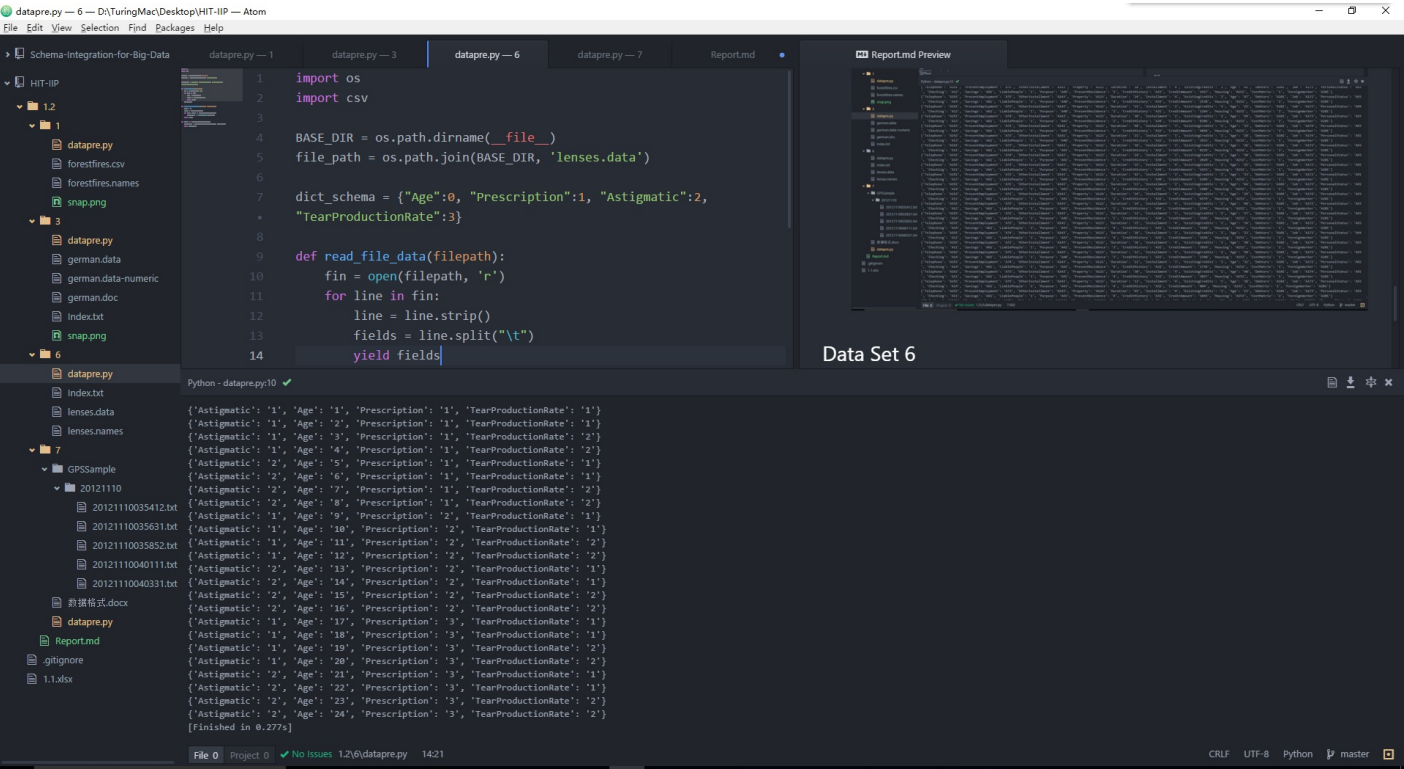 datapre.py — 6 — D:\TuringMac\Desktop\HIT-IIP — Atom
File Edit View Selection Find Packages Help
Schema-Integration-for-Big-Data
HIT-IIP
1.2
1
datapre.py
forestfires.csv
forestfires.names
snap.png
3
datapre.py
german.data
german.data-numeric
german.doc
Index.txt
snap.png
6
datapre.py
Index.txt
lenses.data
lenses.names
7
GPSSample
20121110
20121110035412.txt
20121110035631.txt
20121110035852.txt
20121110040111.txt
20121110040331.txt
数据格式.docx
datapre.py
Report.md
.gitignore
1.1.xlsx
datapre.py — 1 datapre.py — 3 datapre.py — 6 datapre.py — 7 Report.md
1 import os
2 import csv
3
4 BASE_DIR = os.path.dirname(__file__)
5 file_path = os.path.join(BASE_DIR, 'lenses.data')
6
7 dict_schema = {"Age":0, "Prescription":1, "Astigmatic":2,
• "TearProductionRate":3}
8
9 def read_file_data(filepath):
10 fin = open(filepath, 'r')
11 for line in fin:
12 line = line.strip()
13 fields = line.split("\t")
14 yield fields
Report.md Preview
Data Set 6
Python - datapre.py:10
{'Astigmatic': '1', 'Age': '1', 'Prescription': '1', 'TearProductionRate': '1'}
{'Astigmatic': '1', 'Age': '2', 'Prescription': '1', 'TearProductionRate': '1'}
{'Astigmatic': '1', 'Age': '3', 'Prescription': '1', 'TearProductionRate': '2'}
{'Astigmatic': '1', 'Age': '4', 'Prescription': '1', 'TearProductionRate': '2'}
{'Astigmatic': '2', 'Age': '5', 'Prescription': '1', 'TearProductionRate': '1'}
{'Astigmatic': '2', 'Age': '6', 'Prescription': '1', 'TearProductionRate': '1'}
{'Astigmatic': '2', 'Age': '7', 'Prescription': '1', 'TearProductionRate': '2'}
{'Astigmatic': '2', 'Age': '8', 'Prescription': '1', 'TearProductionRate': '2'}
{'Astigmatic': '1', 'Age': '9', 'Prescription': '2', 'TearProductionRate': '1'}
{'Astigmatic': '1', 'Age': '10', 'Prescription': '2', 'TearProductionRate': '1'}
{'Astigmatic': '1', 'Age': '11', 'Prescription': '2', 'TearProductionRate': '2'}
{'Astigmatic': '1', 'Age': '12', 'Prescription': '2', 'TearProductionRate': '2'}
{'Astigmatic': '2', 'Age': '13', 'Prescription': '2', 'TearProductionRate': '1'}
{'Astigmatic': '2', 'Age': '14', 'Prescription': '2', 'TearProductionRate': '1'}
{'Astigmatic': '2', 'Age': '15', 'Prescription': '2', 'TearProductionRate': '2'}
{'Astigmatic': '2', 'Age': '16', 'Prescription': '2', 'TearProductionRate': '2'}
{'Astigmatic': '1', 'Age': '17', 'Prescription': '3', 'TearProductionRate': '1'}
{'Astigmatic': '1', 'Age': '18', 'Prescription': '3', 'TearProductionRate': '1'}
{'Astigmatic': '1', 'Age': '19', 'Prescription': '3', 'TearProductionRate': '2'}
{'Astigmatic': '1', 'Age': '20', 'Prescription': '3', 'TearProductionRate': '2'}
{'Astigmatic': '2', 'Age': '21', 'Prescription': '3', 'TearProductionRate': '1'}
{'Astigmatic': '2', 'Age': '22', 'Prescription': '3', 'TearProductionRate': '1'}
{'Astigmatic': '2', 'Age': '23', 'Prescription': '3', 'TearProductionRate': '2'}
{'Astigmatic': '2', 'Age': '24', 'Prescription': '3', 'TearProductionRate': '2'}
[Finished in 0.277s]
File 0 Project 0 No Issues 1.2\6\datapre.py 14:21 CRLF UTF-8 Python master